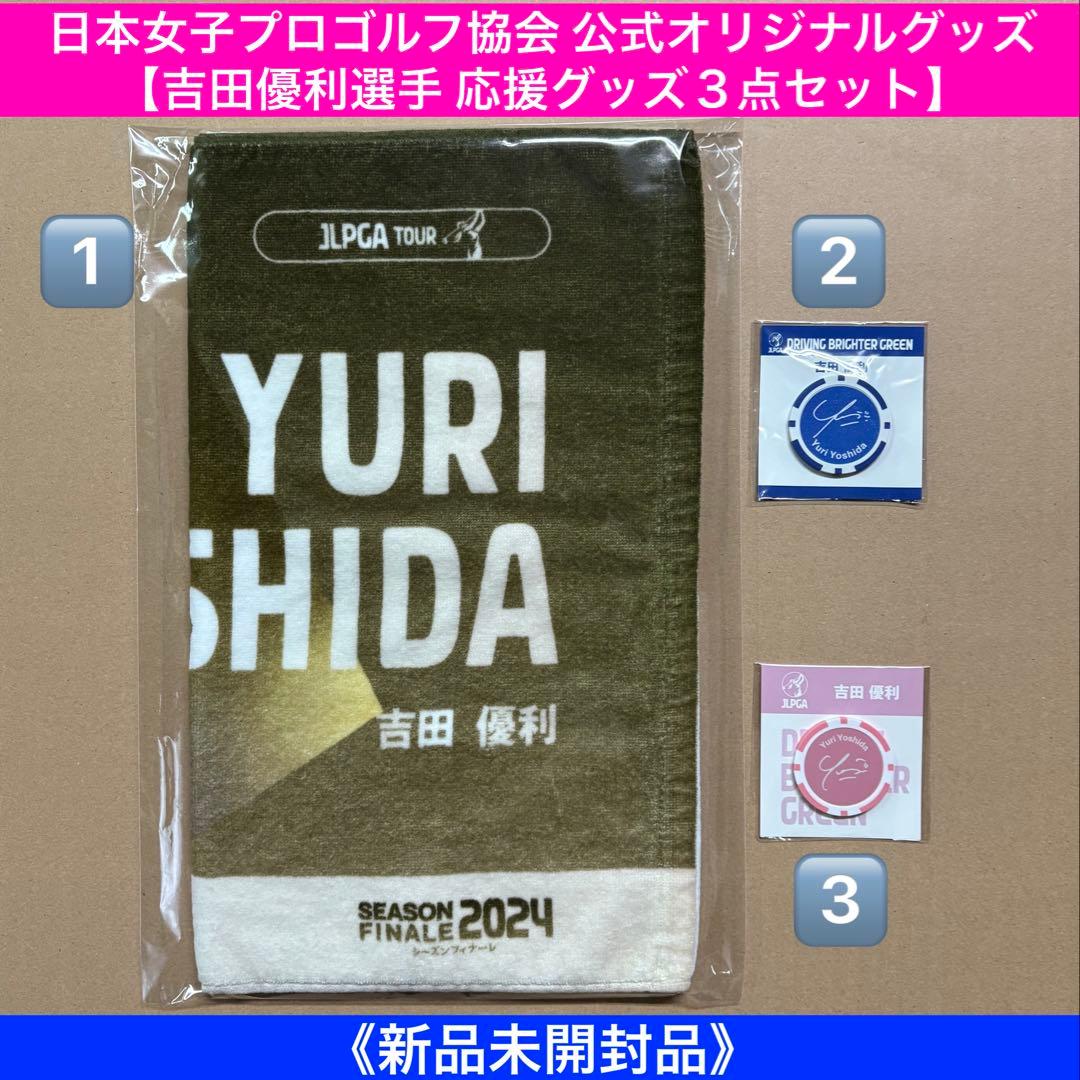 日本女子プロゴルフ協会 公式オリジナルグッズ
【吉田優利選手 応援グッズ３点セット】
1
JLPGA TOUR
YURI
SHIDA
吉田 優利
SEASON
FINALE 2024
シーズンフィナーレ
2
JLPGA
DRIVING BRIGHTER GREEN
吉田 優利
Yuri Yoshida
JLPGA
吉田 優利
Yuri Yoshida
GREEN
3
《新品未開封品》